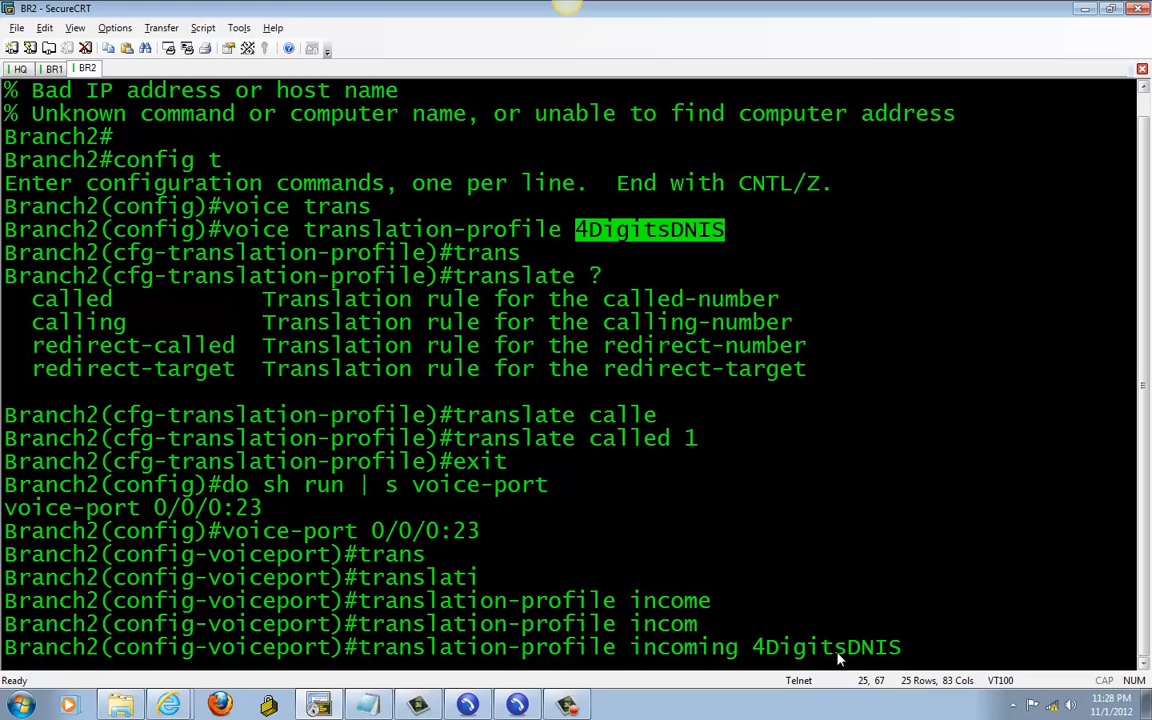 BR2 - SecureCRT
File Edit View Options Transfer Script Tools Help
HQ BR1 BR2
% Bad IP address or host name
% Unknown command or computer name, or unable to find computer address
Branch2#
Branch2#config t
Enter configuration commands, one per line.  End with CNTL/Z.
Branch2(config)#voice trans
Branch2(config)#voice translation-profile 4DigitsDNIS
Branch2(cfg-translation-profile)#trans
Branch2(cfg-translation-profile)#translate ?
  called           Translation rule for the called-number
  calling          Translation rule for the calling-number
  redirect-called  Translation rule for the redirect-number
  redirect-target  Translation rule for the redirect-target
Branch2(cfg-translation-profile)#translate calle
Branch2(cfg-translation-profile)#translate called 1
Branch2(cfg-translation-profile)#exit
Branch2(config)#do sh run | s voice-port
voice-port 0/0/0:23
Branch2(config)#voice-port 0/0/0:23
Branch2(config-voiceport)#trans
Branch2(config-voiceport)#translati
Branch2(config-voiceport)#translation-profile income
Branch2(config-voiceport)#translation-profile incom
Branch2(config-voiceport)#translation-profile incoming 4DigitsDNIS
Ready Telnet 25, 67 25 Rows, 83 Cols VT100 CAP NUM
11:28 PM
11/1/2012